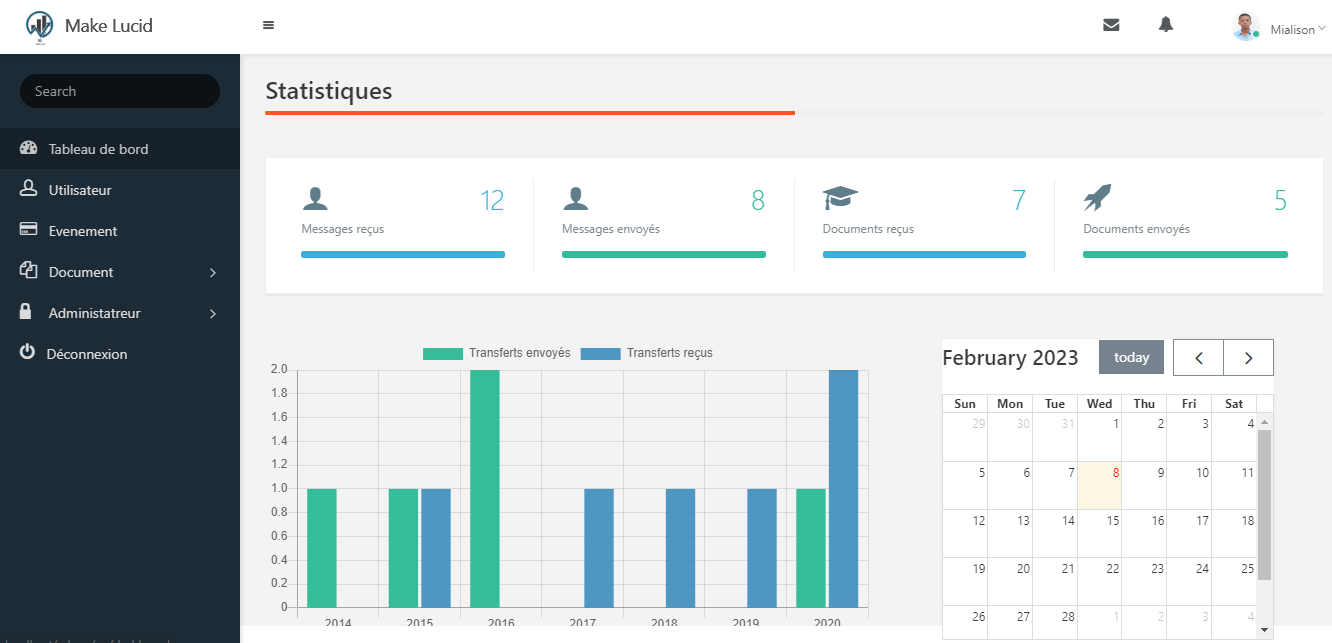 Make Lucid
Mialison
Search
Tableau de bord
Utilisateur
Evenement
Document
Administatreur
Déconnexion
Statistiques
12
Messages reçus
8
Messages envoyés
7
Documents reçus
5
Documents envoyés
Transferts envoyés Transferts reçus
2.0
1.8
1.6
1.4
1.2
1.0
0.8
0.6
0.4
0.2
0
2014 2015 2016 2017 2018 2019 2020
February 2023 today
Sun Mon Tue Wed Thu Fri Sat
29 30 31 1 2 3 4
5 6 7 8 9 10 11
12 13 14 15 16 17 18
19 20 21 22 23 24 25
26 27 28 1 2 3 4